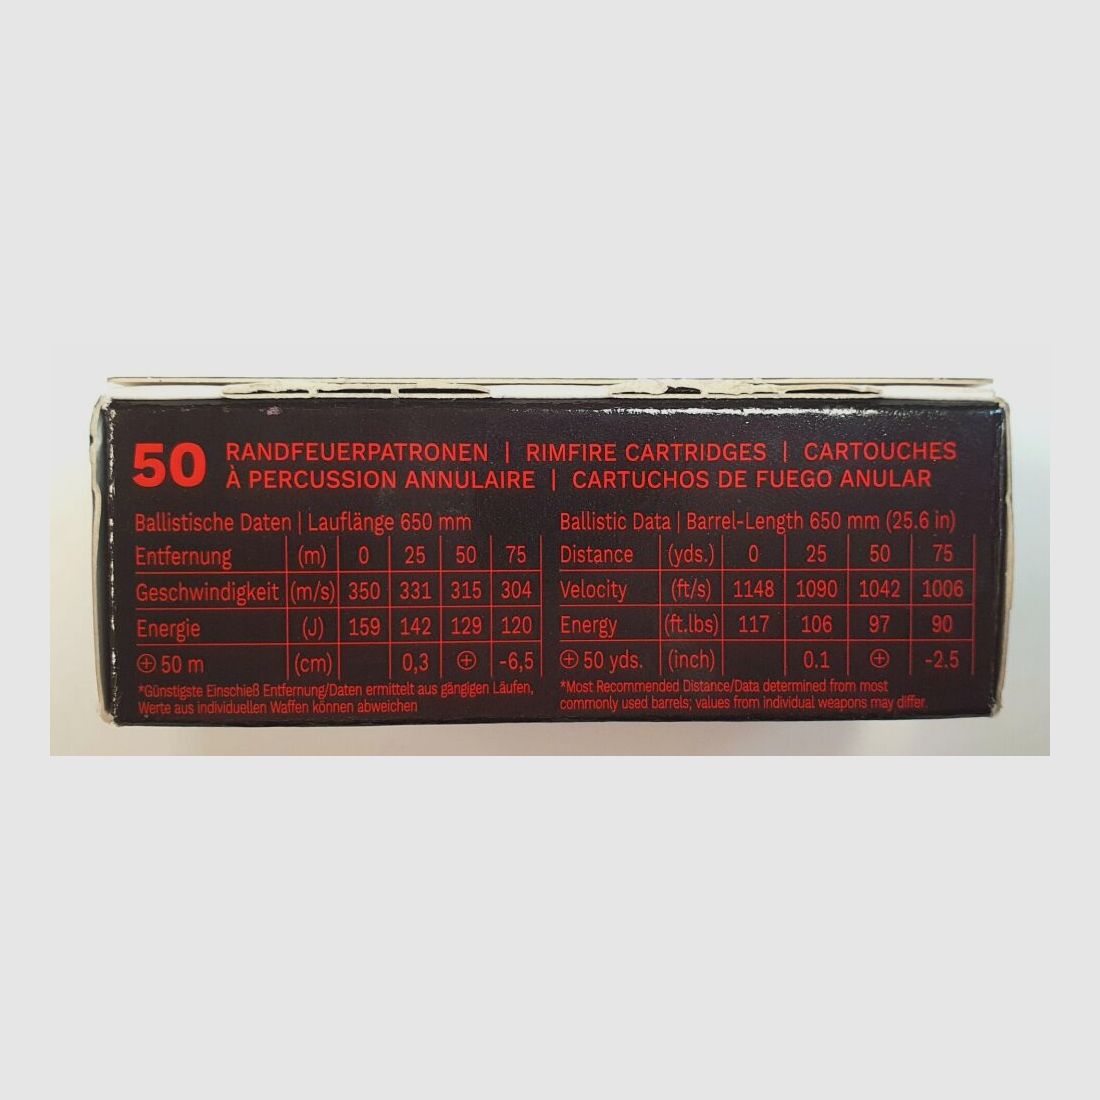 50 RANDFEUERPATRONEN | RIMFIRE CARTRIDGES | CARTOUCHES
À PERCUSSION ANNULAIRE | CARTUCHOS DE FUEGO ANULAR
Ballistische Daten | Lauflänge 650 mm
Entfernung (m) 0 25 50 75
Geschwindigkeit (m/s) 350 331 315 304
Energie (J) 159 142 129 120
⊕ 50 m (cm) 0,3 ⊕ -6,5
*Günstigste Einschieß Entfernung/Daten ermittelt aus gängigen Läufen,
Werte aus individuellen Waffen können abweichen
Ballistic Data | Barrel-Length 650 mm (25.6 in)
Distance (yds.) 0 25 50 75
Velocity (ft/s) 1148 1090 1042 1006
Energy (ft.lbs) 117 106 97 90
⊕ 50 yds. (inch) 0.1 ⊕ -2.5
*Most Recommended Distance/Data determined from most
commonly used barrels; values from individual weapons may differ.